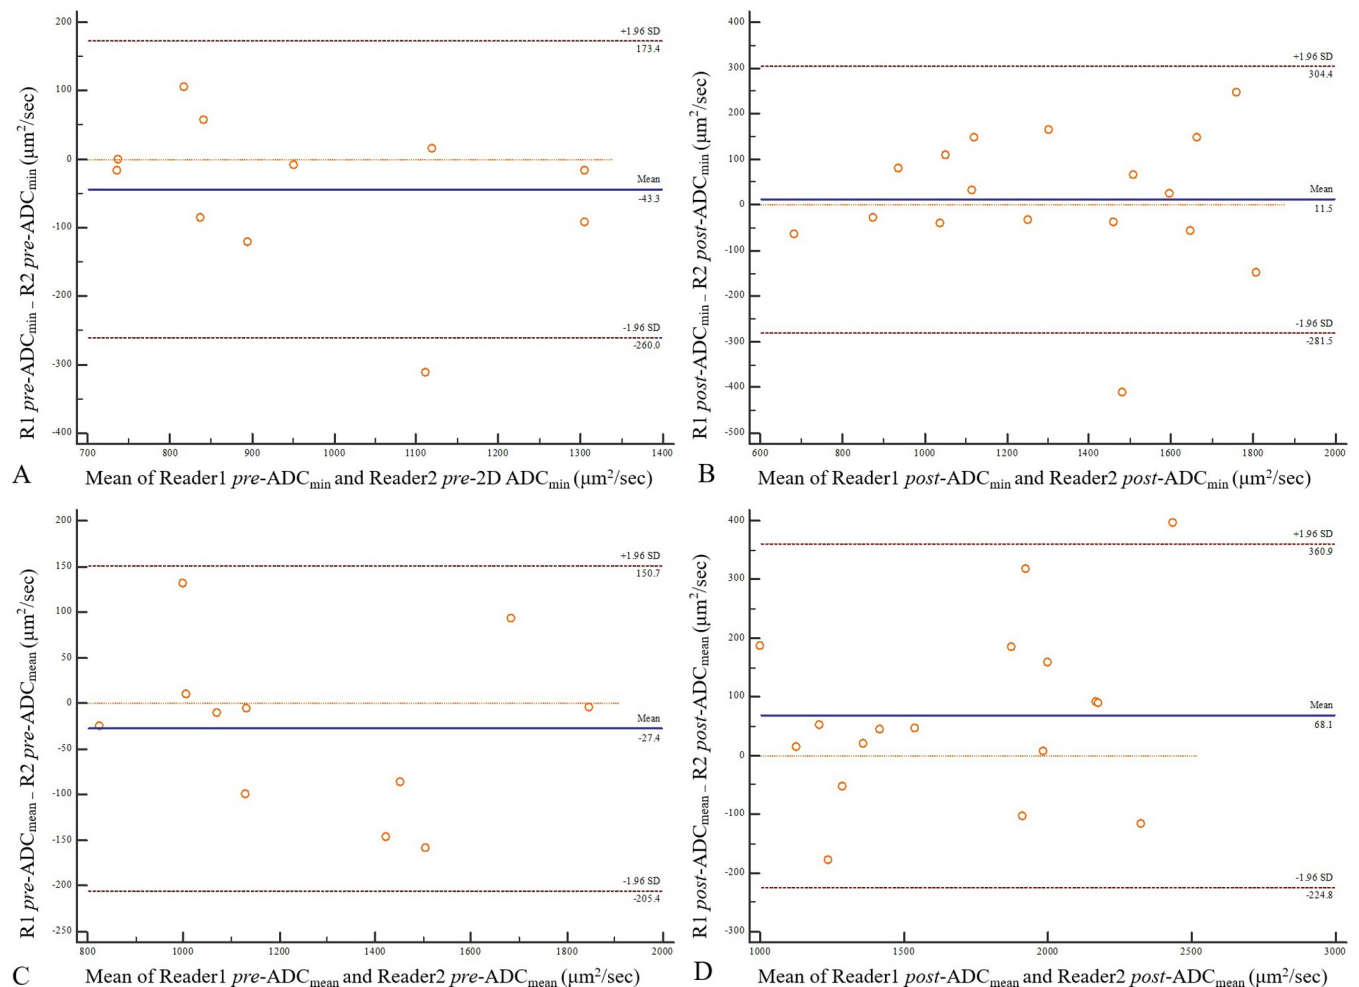 R1 pre-ADCmin – R2 pre-ADCmin (μm2/sec)
200
100
0
-100
-200
-300
-400
+1.96 SD
173.4
Mean
-43.3
-1.96 SD
-260.0
700 800 900 1000 1100 1200 1300 1400
A Mean of Reader1 pre-ADCmin and Reader2 pre-2D ADCmin (μm2/sec)
R1 post-ADCmin – R2 post-ADCmin (μm2/sec)
400
300
200
100
0
-100
-200
-300
-400
-500
+1.96 SD
304.4
Mean
11.5
-1.96 SD
-281.5
600 800 1000 1200 1400 1600 1800 2000
B Mean of Reader1 post-ADCmin and Reader2 post-ADCmin (μm2/sec)
R1 pre-ADCmean – R2 pre-ADCmean (μm2/sec)
200
150
100
50
0
-50
-100
-150
-200
-250
+1.96 SD
150.7
Mean
-27.4
-1.96 SD
-205.4
800 1000 1200 1400 1600 1800 2000
C Mean of Reader1 pre-ADCmean and Reader2 pre-ADCmean (μm2/sec)
R1 post-ADCmean – R2 post-ADCmean (μm2/sec)
400
300
200
100
0
-100
-200
-300
+1.96 SD
360.9
Mean
68.1
-1.96 SD
-224.8
1000 1500 2000 2500 3000
D Mean of Reader1 post-ADCmean and Reader2 post-ADCmean (μm2/sec)